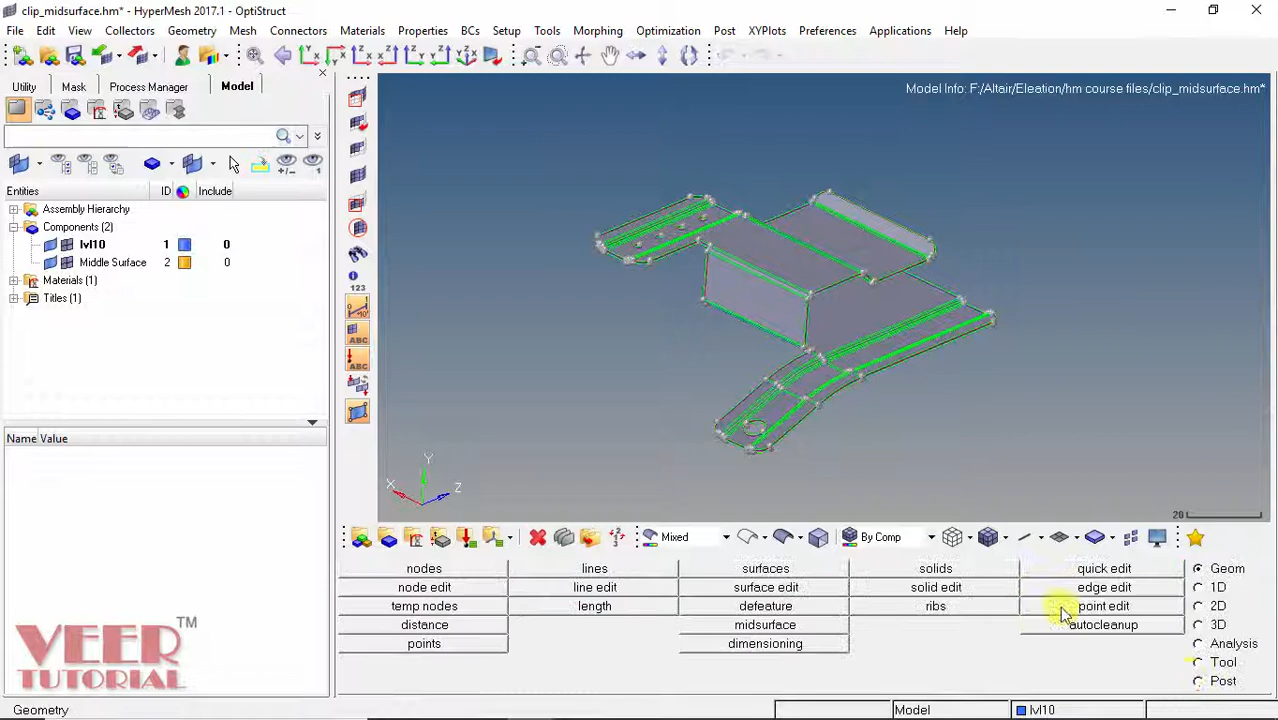 clip_midsurface.hm* - HyperMesh 2017.1 - OptiStruct
File Edit View Collectors Geometry Mesh Connectors Materials Properties BCs Setup Tools Morphing Optimization Post XYPlots Preferences Applications Help
Utility Mask Process Manager Model
Model Info: F:/Altair/Eleation/hm course files/clip_midsurface.hm*
Entities ID Include
Assembly Hierarchy
Components (2)
lvl10 1 0
Middle Surface 2 0
Materials (1)
Titles (1)
123
ABC
ABC
Name Value
Y
X
Z
20
Mixed By Comp
nodes lines surfaces solids quick edit Geom
node edit line edit surface edit solid edit edge edit 1D
temp nodes length defeature ribs point edit 2D
distance midsurface autocleanup 3D
points dimensioning Analysis
Tool
Post
VEER TM
TUTORIAL
Geometry Model lvl10